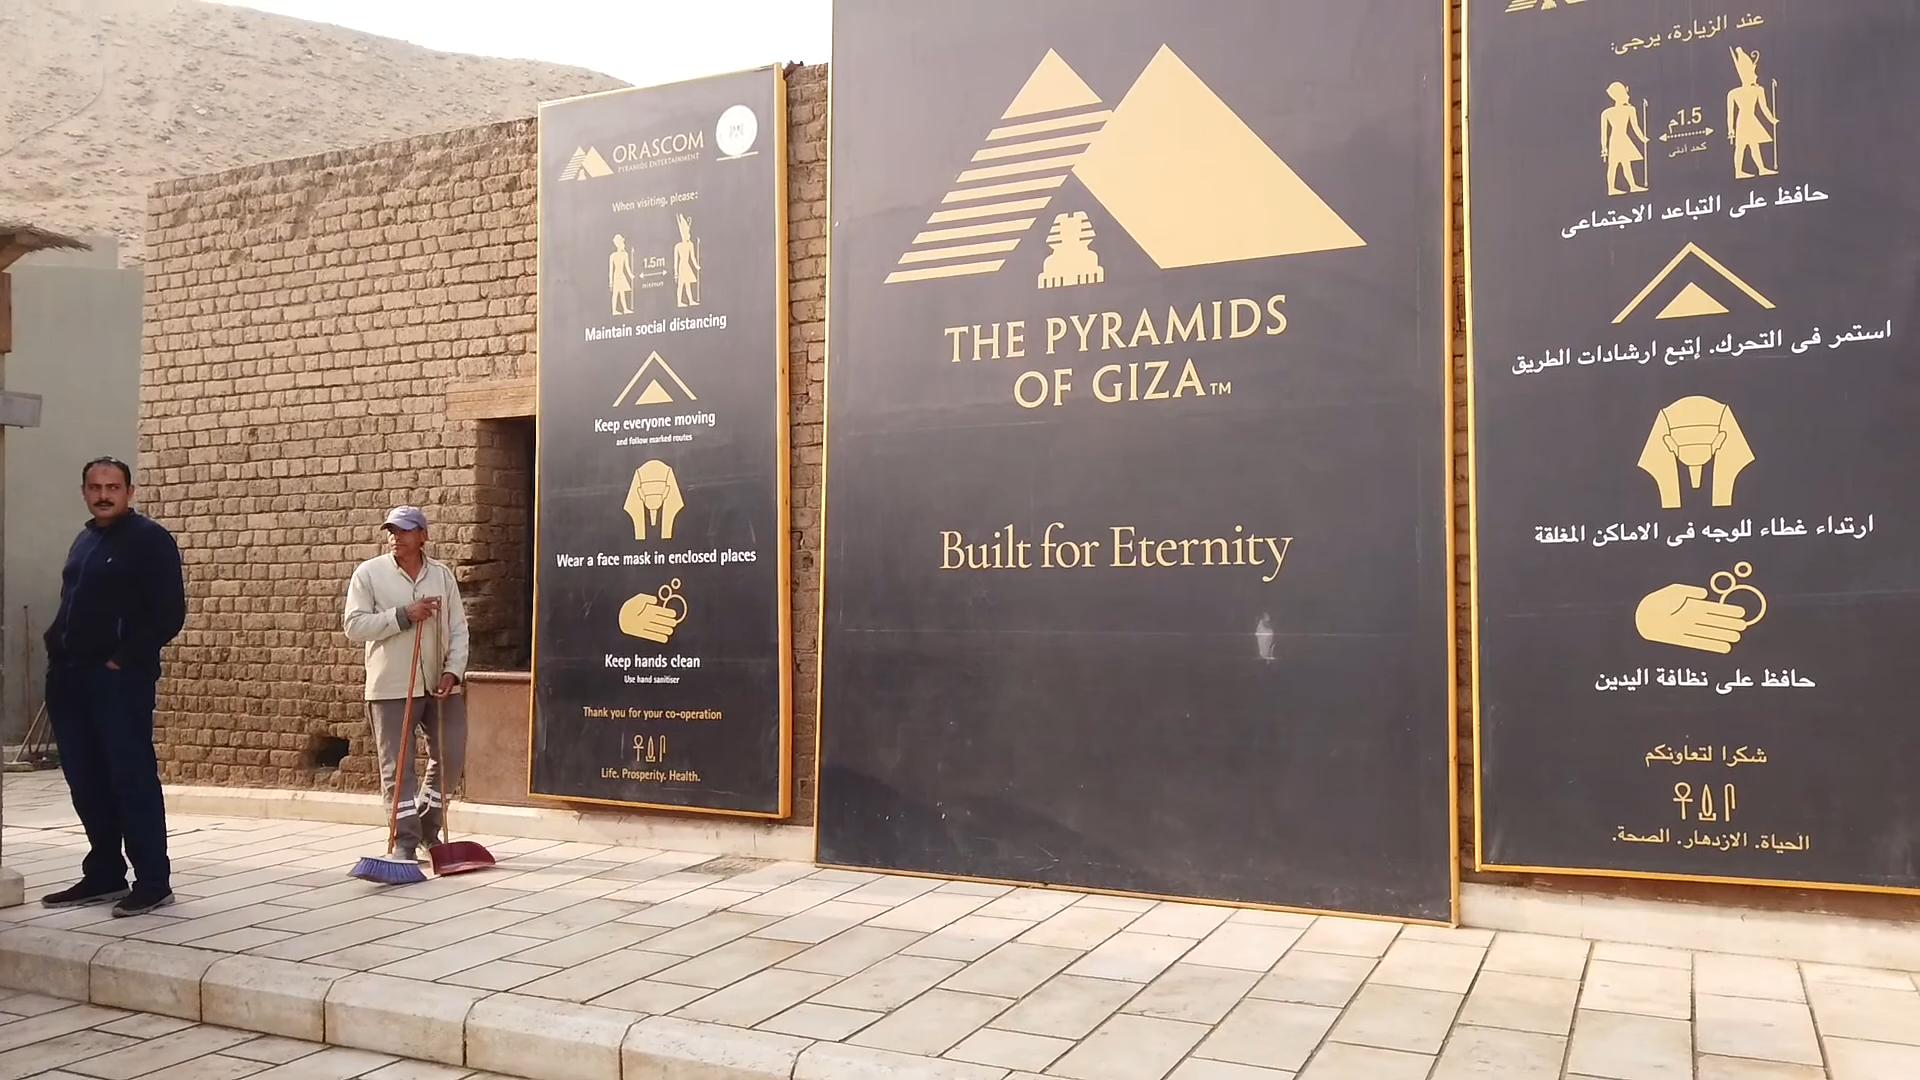 ORASCOM
PYRAMIDS ENTERTAINMENT
When visiting, please:
1.5m
minimum
Maintain social distancing
Keep everyone moving
and follow marked routes
Wear a face mask in enclosed places
Keep hands clean
Use hand sanitiser
Thank you for your co-operation
Life. Prosperity. Health.
THE PYRAMIDS
OF GIZA™
Built for Eternity
عند الزيارة، يرجى:
1.5م
كحد أدنى
حافظ على التباعد الاجتماعى
استمر فى التحرك. إتبع ارشادات الطريق
ارتداء غطاء للوجه فى الاماكن المغلقة
حافظ على نظافة اليدين
شكرا لتعاونكم
الحياة. الازدهار. الصحة.